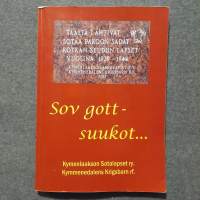 TÄÄLTÄ LÄHTIVÄT
SOTAA PAKOON SADAT
KOTKAN SEUDUN LAPSET
VUOSINA 1939 - 1944
Sov gott -
suukot...
Kymenlaakson Sotalapset ry.
Kymmenedalens Krigsbarn rf.